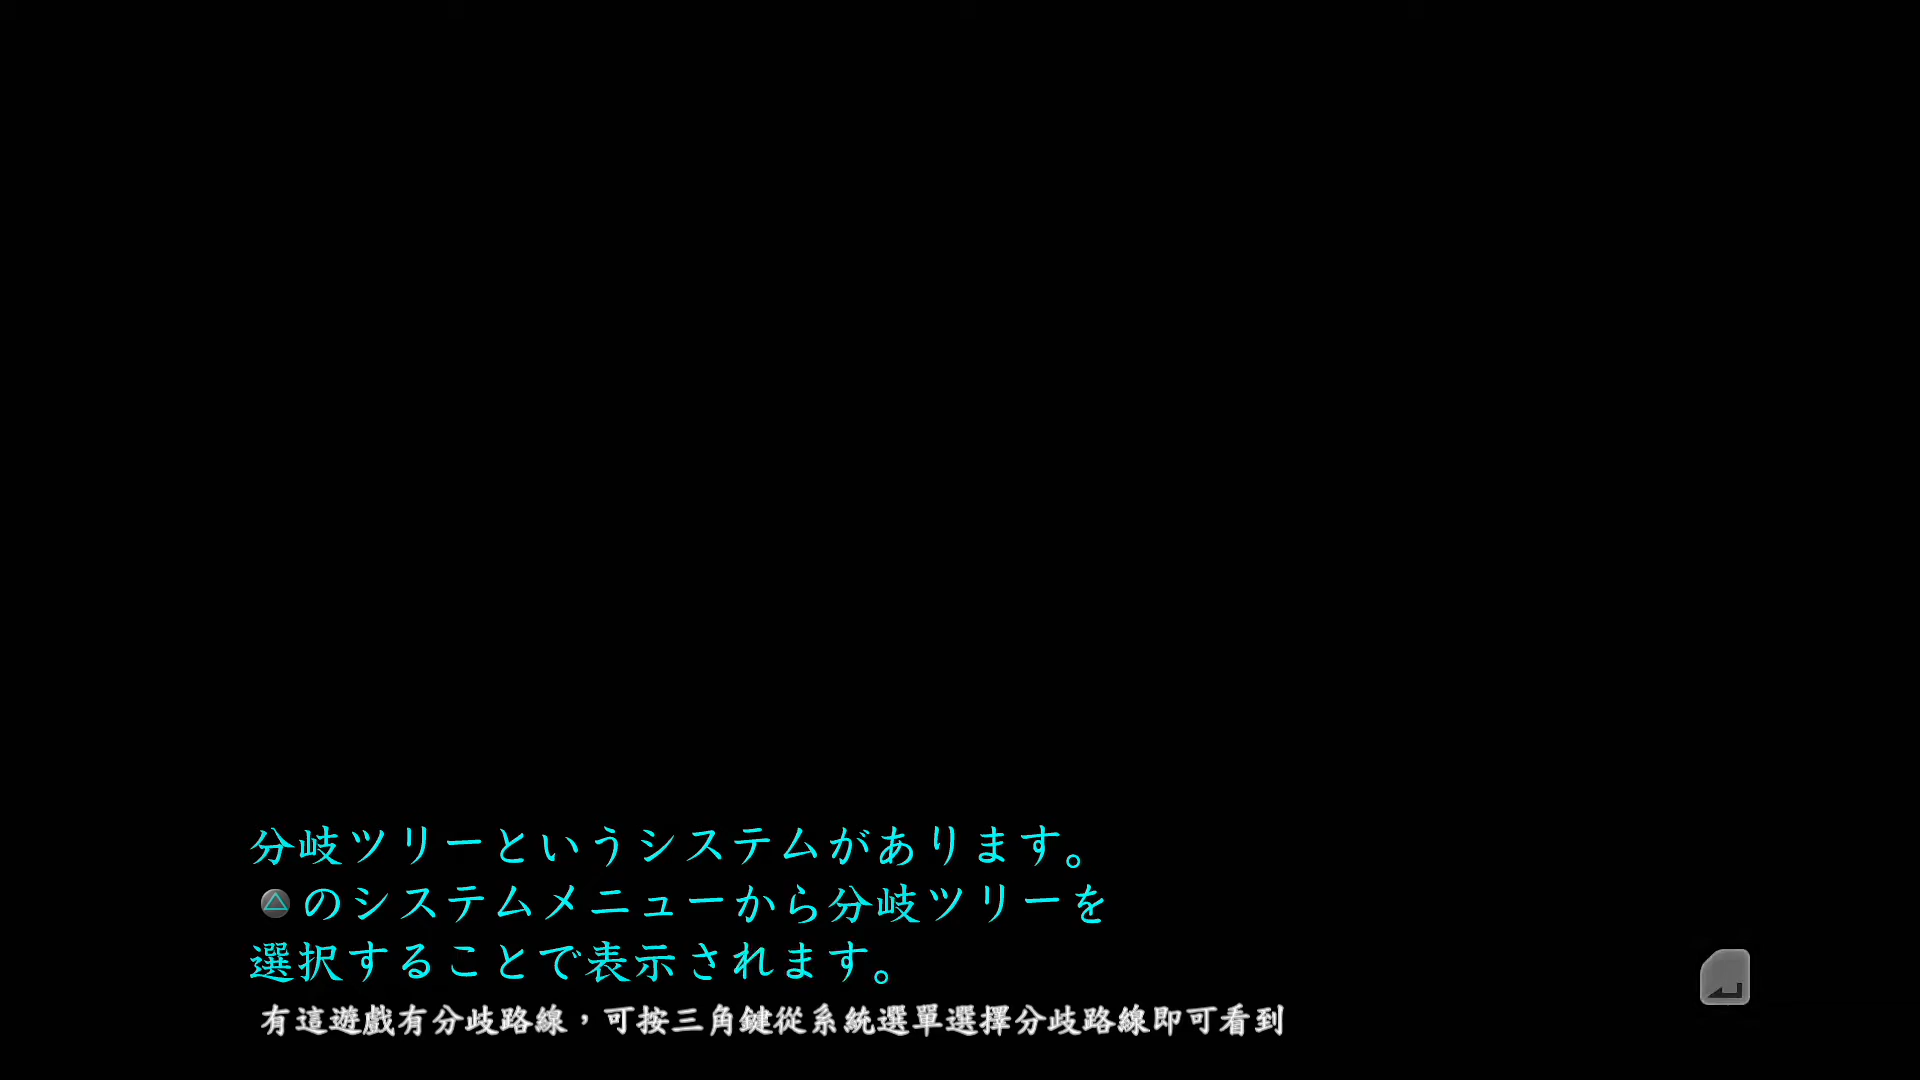 分岐ツリーというシステムがあります。
△のシステムメニューから分岐ツリーを
選択することで表示されます。
有這遊戲有分歧路線，可按三角鍵從系統選單選擇分歧路線即可看到